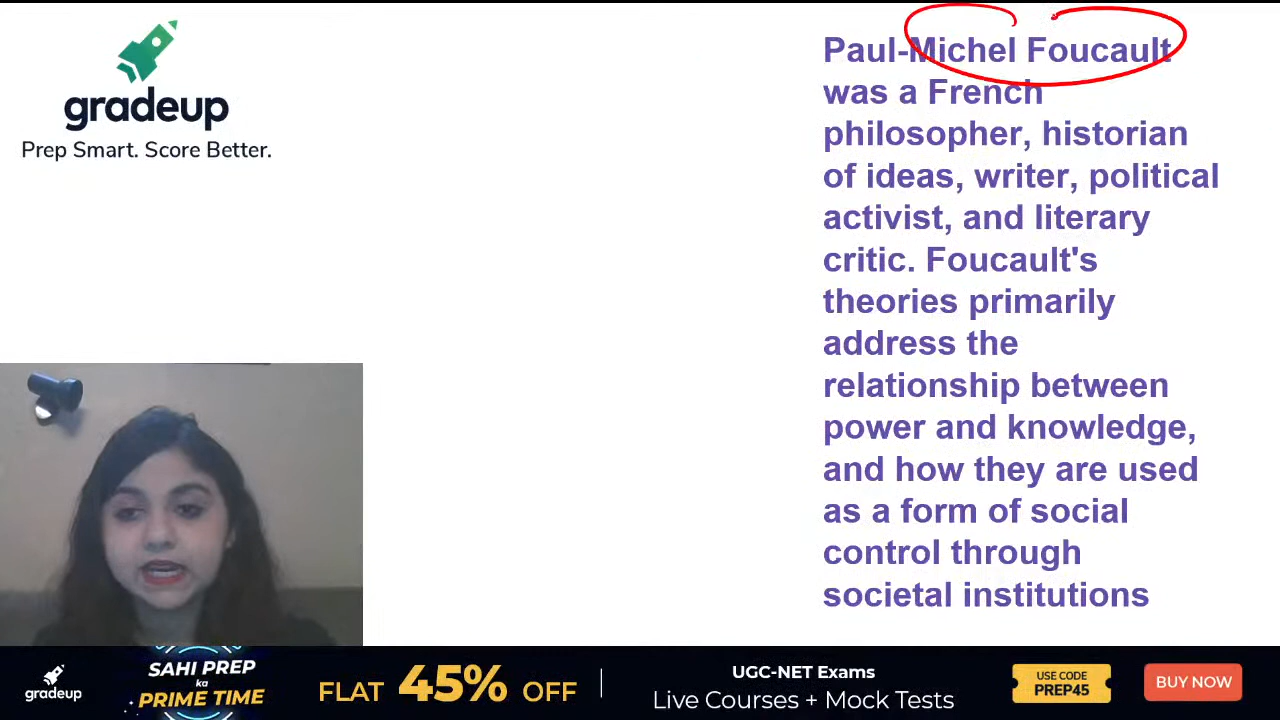 gradeup
Prep Smart. Score Better.
Paul-Michel Foucault
was a French
philosopher, historian
of ideas, writer, political
activist, and literary
critic. Foucault's
theories primarily
address the
relationship between
power and knowledge,
and how they are used
as a form of social
control through
societal institutions
gradeup
SAHI PREP
ka
PRIME TIME
FLAT 45% OFF
UGC-NET Exams
Live Courses + Mock Tests
USE CODE
PREP45
BUY NOW